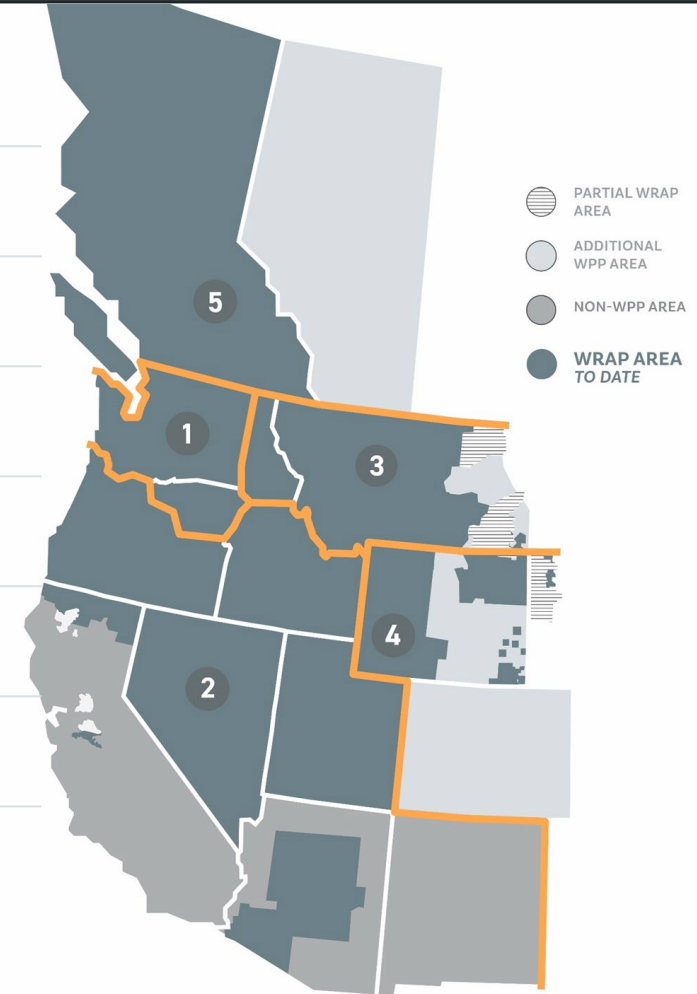 PARTIAL WRAP
AREA
ADDITIONAL
WPP AREA
5
NON-WPP AREA
WRAP AREA
TO DATE
1
3
4
2